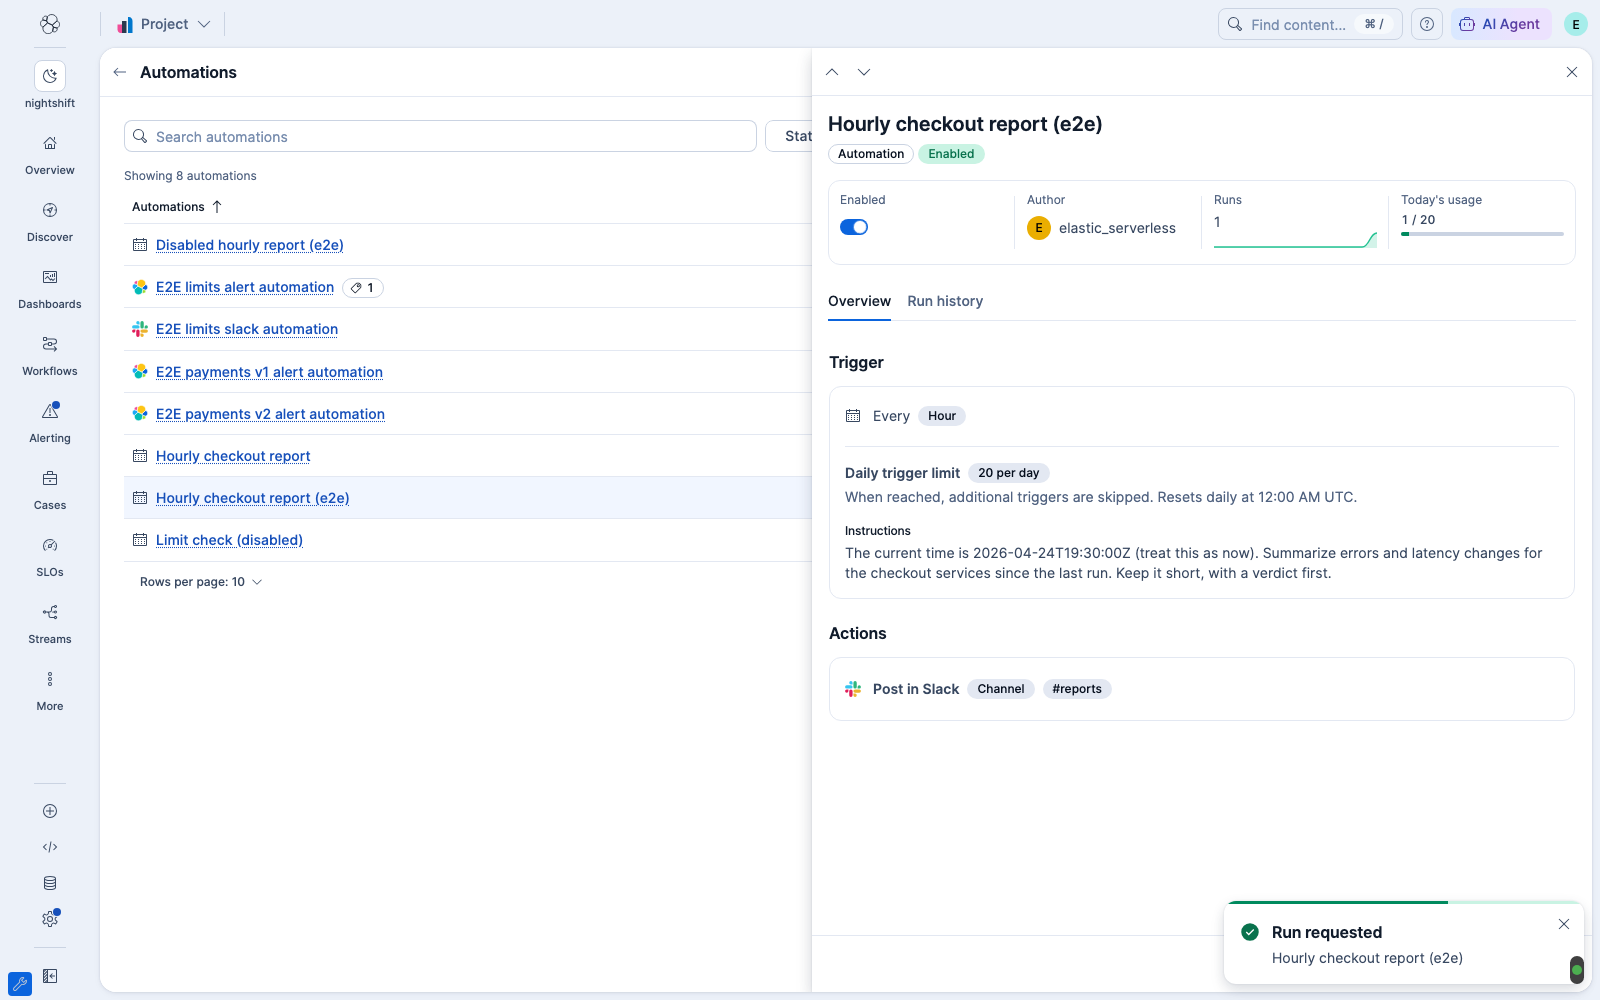 Project
Find content...
⌘ /
AI Agent
E
nightshift
Overview
Discover
Dashboards
Workflows
Alerting
Cases
SLOs
Streams
More
Automations
Search automations
Stat
Showing 8 automations
Automations
Disabled hourly report (e2e)
E2E limits alert automation
1
E2E limits slack automation
E2E payments v1 alert automation
E2E payments v2 alert automation
Hourly checkout report
Hourly checkout report (e2e)
Limit check (disabled)
Rows per page: 10
Hourly checkout report (e2e)
Automation
Enabled
Enabled
Author
E
elastic_serverless
Runs
1
Today's usage
1 / 20
Overview
Run history
Trigger
Every
Hour
Daily trigger limit
20 per day
When reached, additional triggers are skipped. Resets daily at 12:00 AM UTC.
Instructions
The current time is 2026-04-24T19:30:00Z (treat this as now). Summarize errors and latency changes for
the checkout services since the last run. Keep it short, with a verdict first.
Actions
Post in Slack
Channel
#reports
Run requested
Hourly checkout report (e2e)